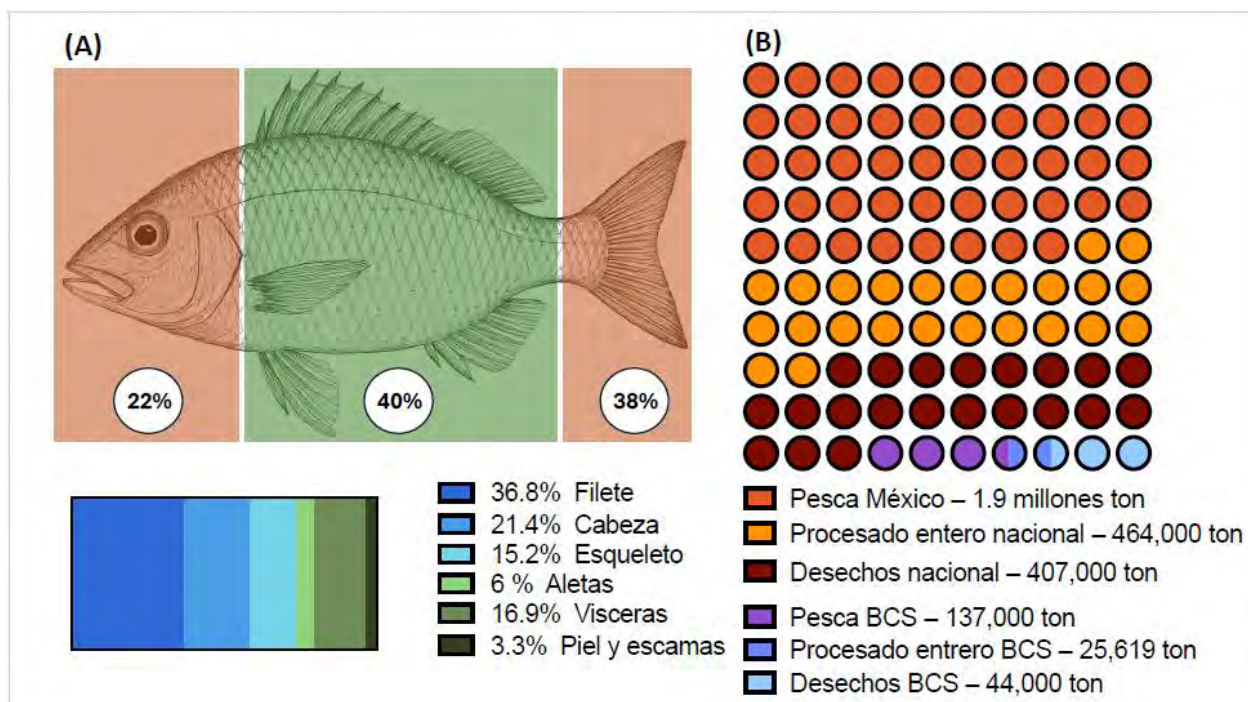 (A)
22%
40%
38%
36.8% Filete
21.4% Cabeza
15.2% Esqueleto
6 % Aletas
16.9% Visceras
3.3% Piel y escamas
(B)
Pesca México – 1.9 millones ton
Procesado entero nacional – 464,000 ton
Desechos nacional – 407,000 ton
Pesca BCS – 137,000 ton
Procesado entrero BCS – 25,619 ton
Desechos BCS – 44,000 ton